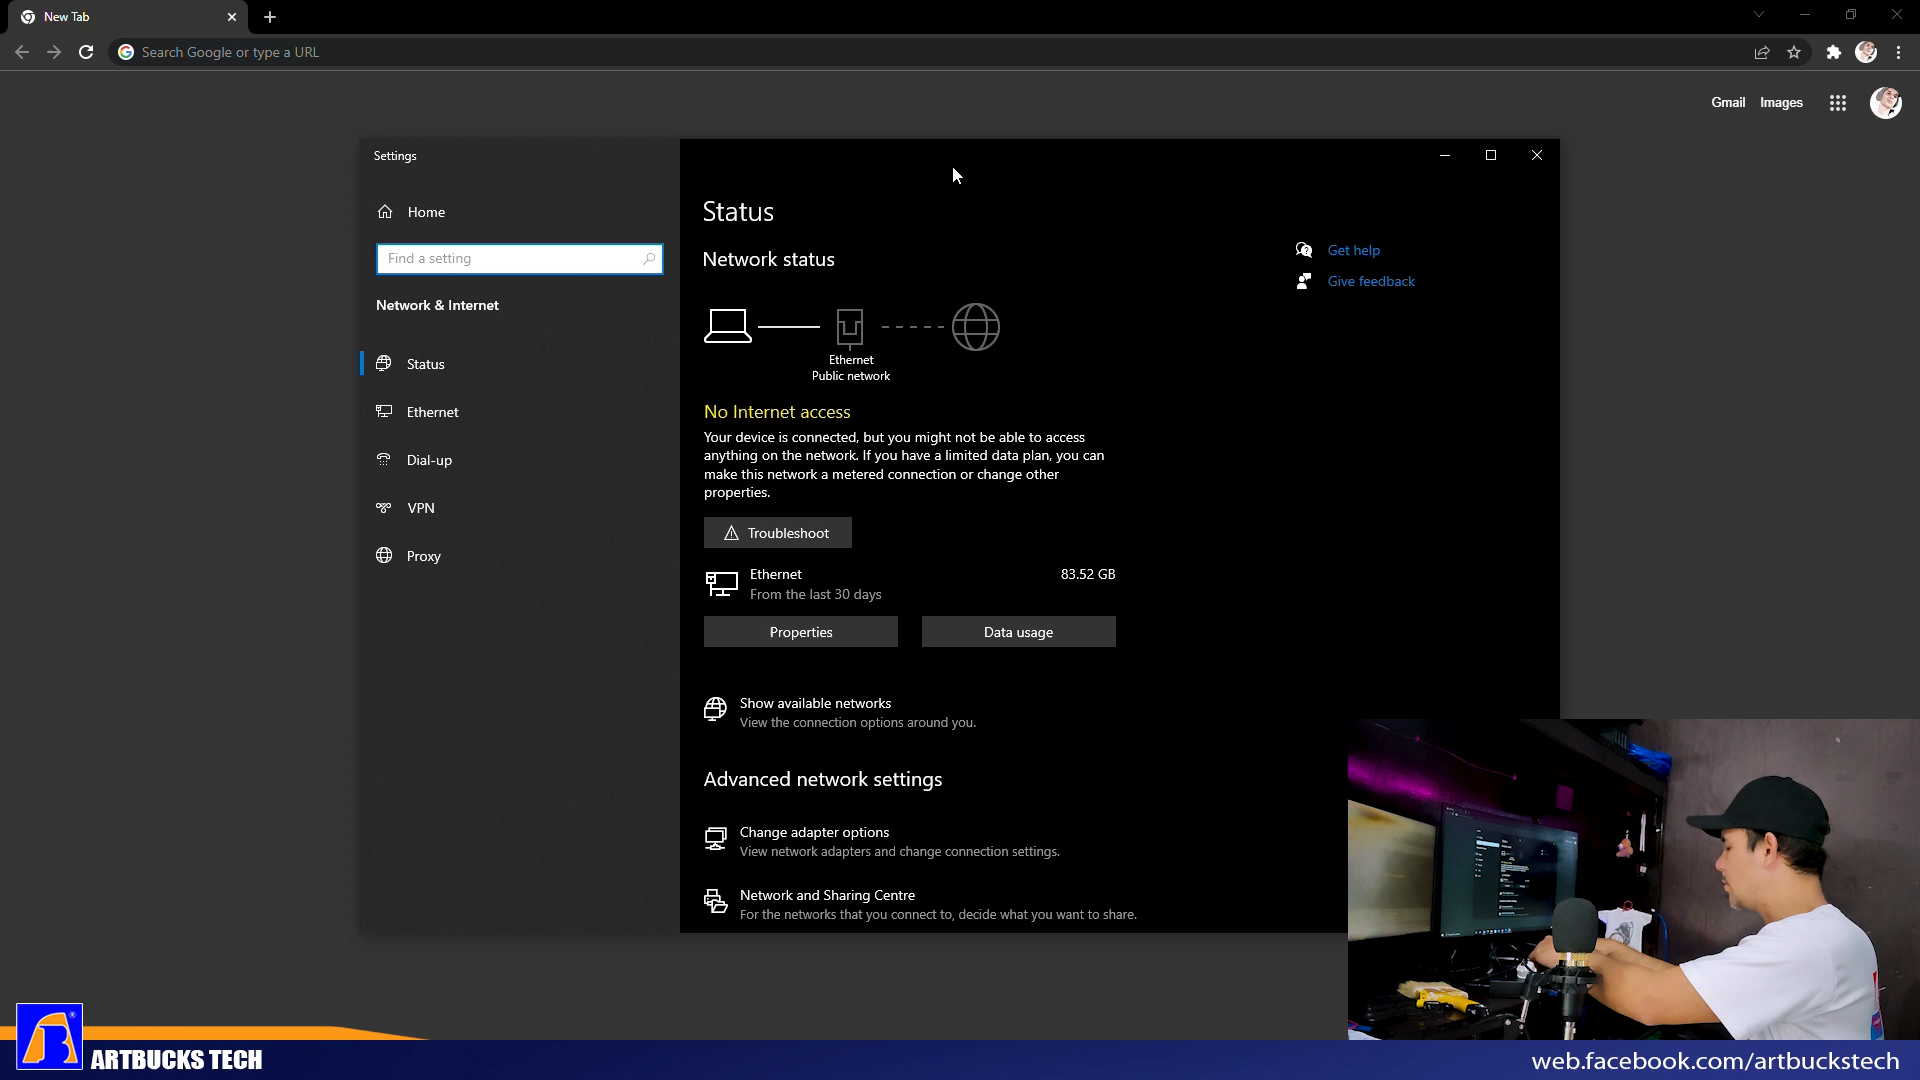 New Tab
Search Google or type a URL
Gmail Images
Settings
Home
Find a setting
Network & Internet
Status
Ethernet
Dial-up
VPN
Proxy
Status
Network status
Get help
Give feedback
Ethernet
Public network
No Internet access
Your device is connected, but you might not be able to access
anything on the network. If you have a limited data plan, you can
make this network a metered connection or change other
properties.
Troubleshoot
Ethernet 83.52 GB
From the last 30 days
Properties Data usage
Show available networks
View the connection options around you.
Advanced network settings
Change adapter options
View network adapters and change connection settings.
Network and Sharing Centre
For the networks that you connect to, decide what you want to share.
ARTBUCKS TECH
web.facebook.com/artbuckstech